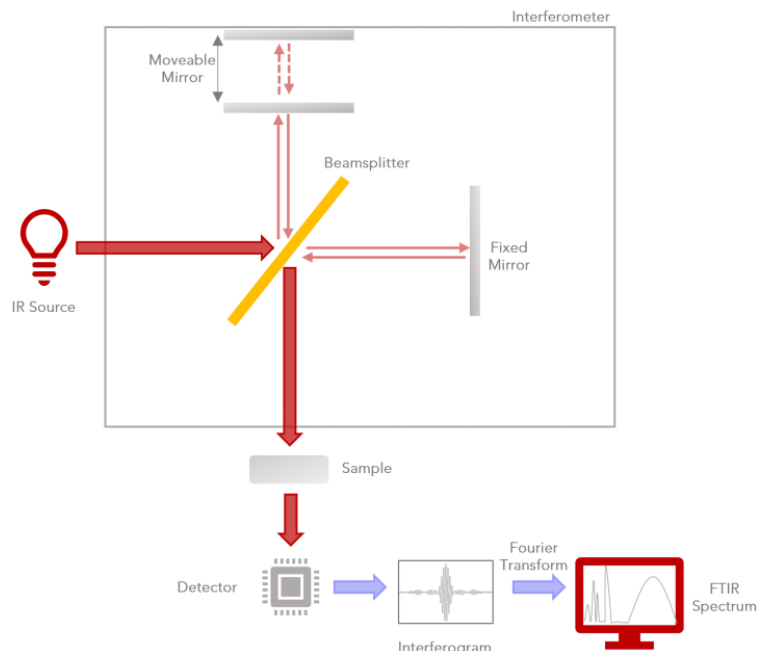 Interferometer
Moveable
Mirror
Beamsplitter
Fixed
Mirror
IR Source
Sample
Detector
Fourier
Transform
FTIR
Spectrum
Interferogram